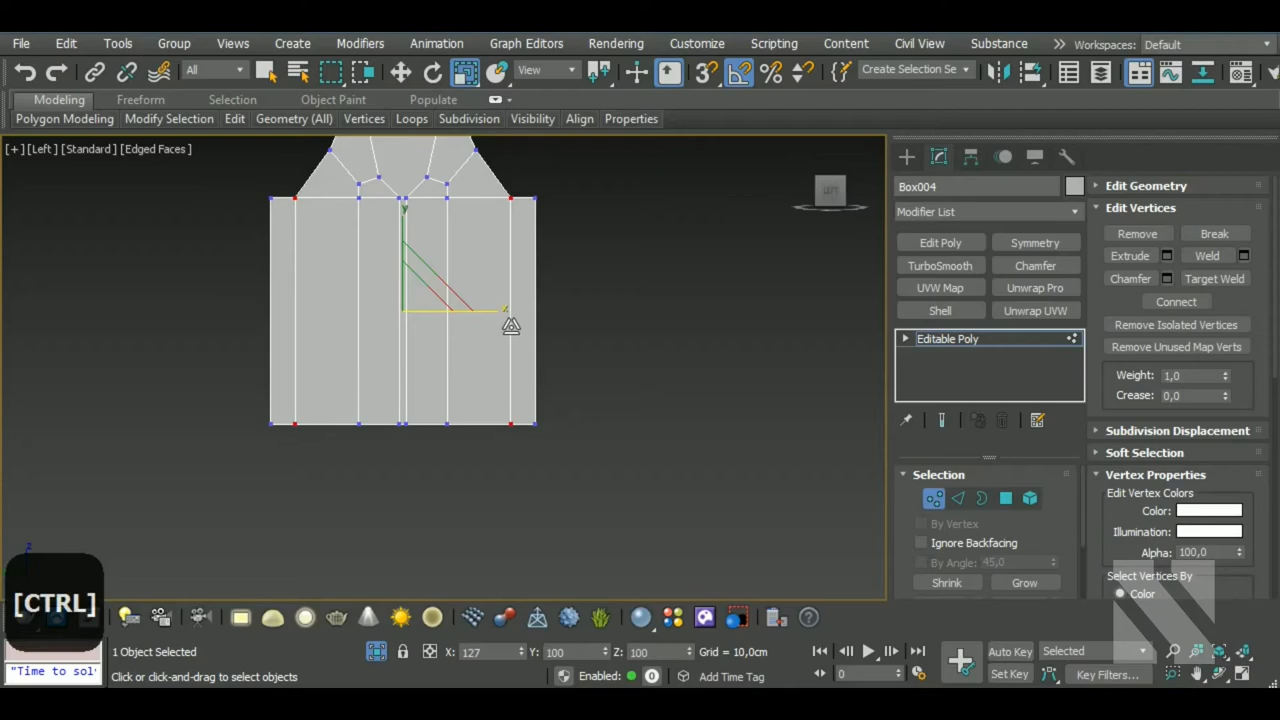 File Edit Tools Group Views Create Modifiers Animation Graph Editors Rendering Customize Scripting Content Civil View Substance Workspaces: Default
All View Create Selection Se
Modeling Freeform Selection Object Paint Populate
Polygon Modeling Modify Selection Edit Geometry (All) Vertices Loops Subdivision Visibility Align Properties
[+] [Left] [Standard] [Edged Faces]
Box004
Modifier List
Edit Poly Symmetry
TurboSmooth Chamfer
UVW Map Unwrap Pro
Shell Unwrap UVW
Editable Poly
Selection
By Vertex
Ignore Backfacing
By Angle: 45,0
Shrink Grow
Edit Geometry
Edit Vertices
Remove Break
Extrude Weld
Chamfer Target Weld
Connect
Remove Isolated Vertices
Remove Unused Map Verts
Weight: 1,0
Crease: 0,0
Subdivision Displacement
Soft Selection
Vertex Properties
Edit Vertex Colors
Color:
Illumination:
Alpha: 100,0
Select Vertices By
Color
y
z
[CTRL]
"Time to sol
1 Object Selected X: 127 Y: 100 Z: 100 Grid = 10,0cm Auto Key Selected
Click or click-and-drag to select objects Enabled: 0 Add Time Tag 0 Set Key Key Filters...